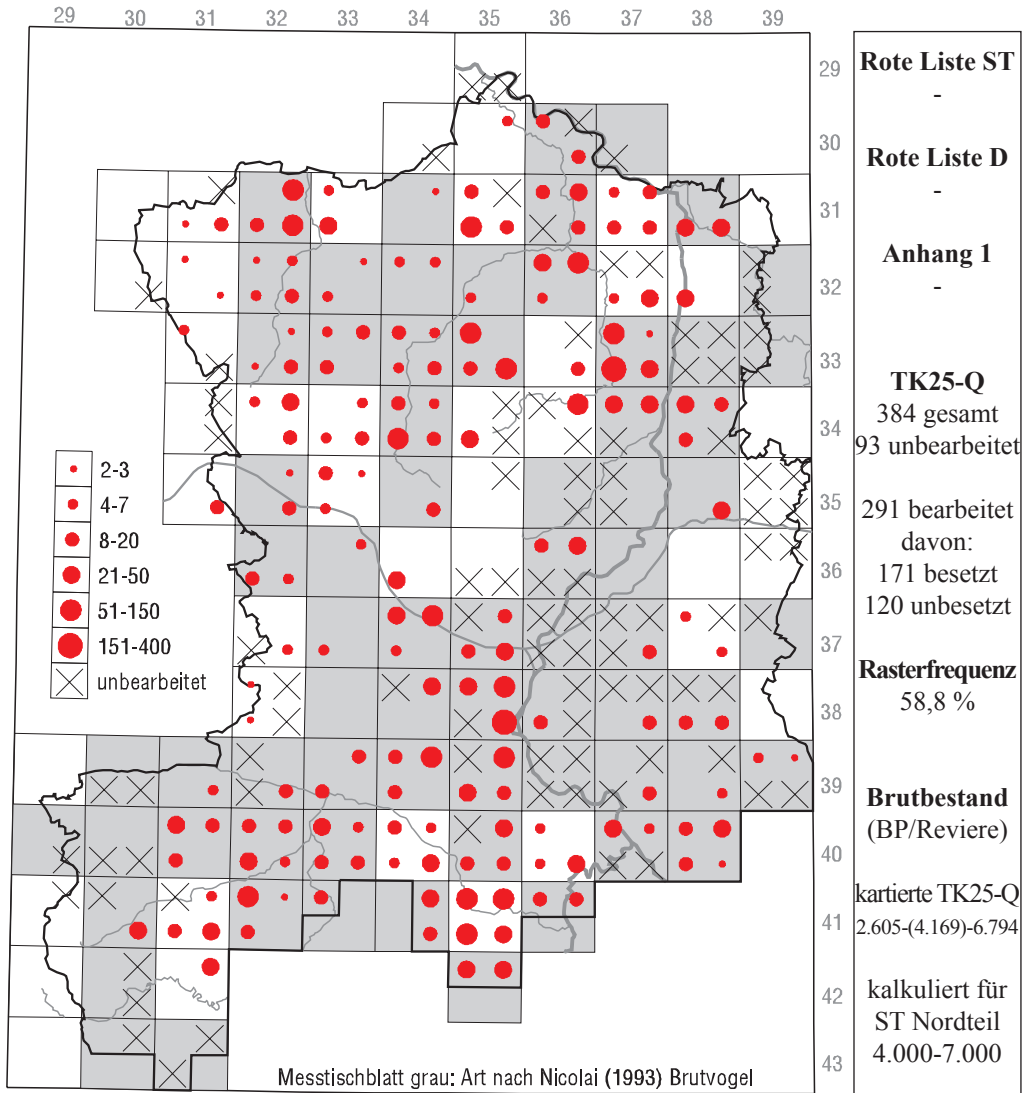 29 30 31 32 33 34 35 36 37 38 39
29
30
31
32
33
34
35
36
37
38
39
40
41
42
43
2-3
4-7
8-20
21-50
51-150
151-400
unbearbeitet
Messtischblatt grau: Art nach Nicolai (1993) Brutvogel
Rote Liste ST
-
Rote Liste D
-
Anhang 1
-
TK25-Q
384 gesamt
93 unbearbeitet
291 bearbeitet
davon:
171 besetzt
120 unbesetzt
Rasterfrequenz
58,8 %
Brutbestand
(BP/Reviere)
kartierte TK25-Q
2.605-(4.169)-6.794
kalkuliert für
ST Nordteil
4.000-7.000